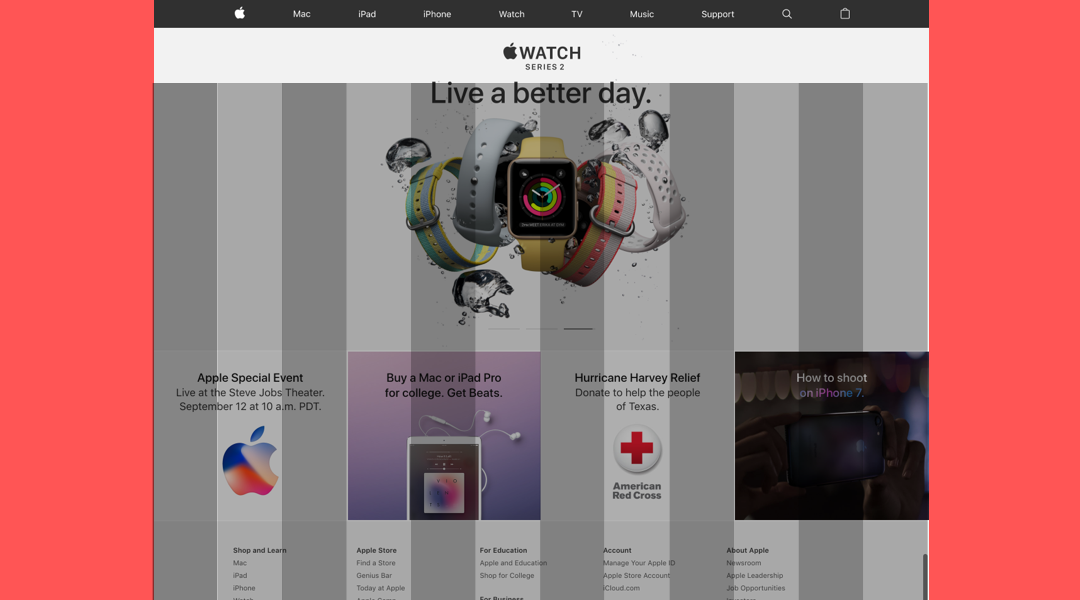 Mac iPad iPhone Watch TV Music Support
WATCH
SERIES 2
Live a better day.
Apple Special Event
Live at the Steve Jobs Theater.
September 12 at 10 a.m. PDT.
Buy a Mac or iPad Pro
for college. Get Beats.
Hurricane Harvey Relief
Donate to help the people
of Texas.
American
Red Cross
How to shoot
on iPhone 7.
Shop and Learn
Mac
iPad
iPhone
Watch
Apple Store
Find a Store
Genius Bar
Today at Apple
Apple Camp
For Education
Apple and Education
Shop for College
For Business
Account
Manage Your Apple ID
Apple Store Account
iCloud.com
About Apple
Newsroom
Apple Leadership
Job Opportunities
Investors